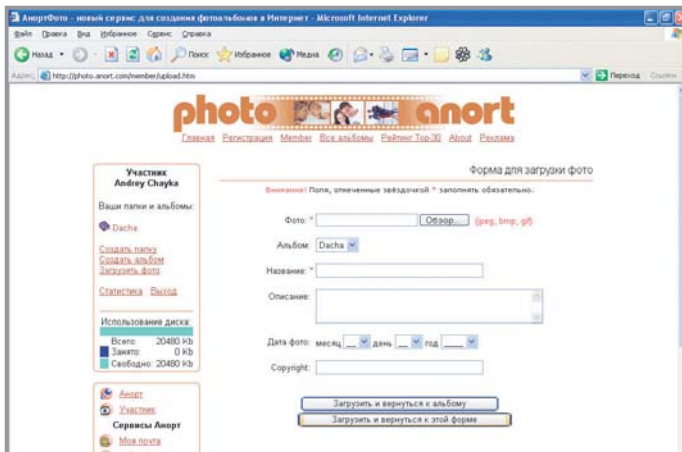 АнортФото - новый сервис для создания фотоальбомов в Интернет - Microsoft Internet Explorer
Файл Правка Вид Избранное Сервис Справка
Назад Поиск Избранное Медиа
Адрес: http://photo.anort.com/member/upload.htm Переход Ссылки
photo anort
Главная Регистрация Member Все альбомы Рейтинг Top-30 About Реклама
Участник
Andrey Chayka
Ваши папки и альбомы:
Dacha
Создать папку
Создать альбом
Загрузить фото
Статистика Выход
Использование диска:
Всего: 20480 Kb
Занято: 0 Kb
Свободно: 20480 Kb
Анорт
Участник
Сервисы Анорт
Моя почта
Форма для загрузки фото
Внимание! Поля, отмеченные звёздочкой * заполнять обязательно.
Фото: * Обзор... (jpeg, bmp, gif)
Альбом: Dacha
Название: *
Описание:
Дата фото: месяц __ день __ год ____
Copyright:
Загрузить и вернуться к альбому
Загрузить и вернуться к этой форме